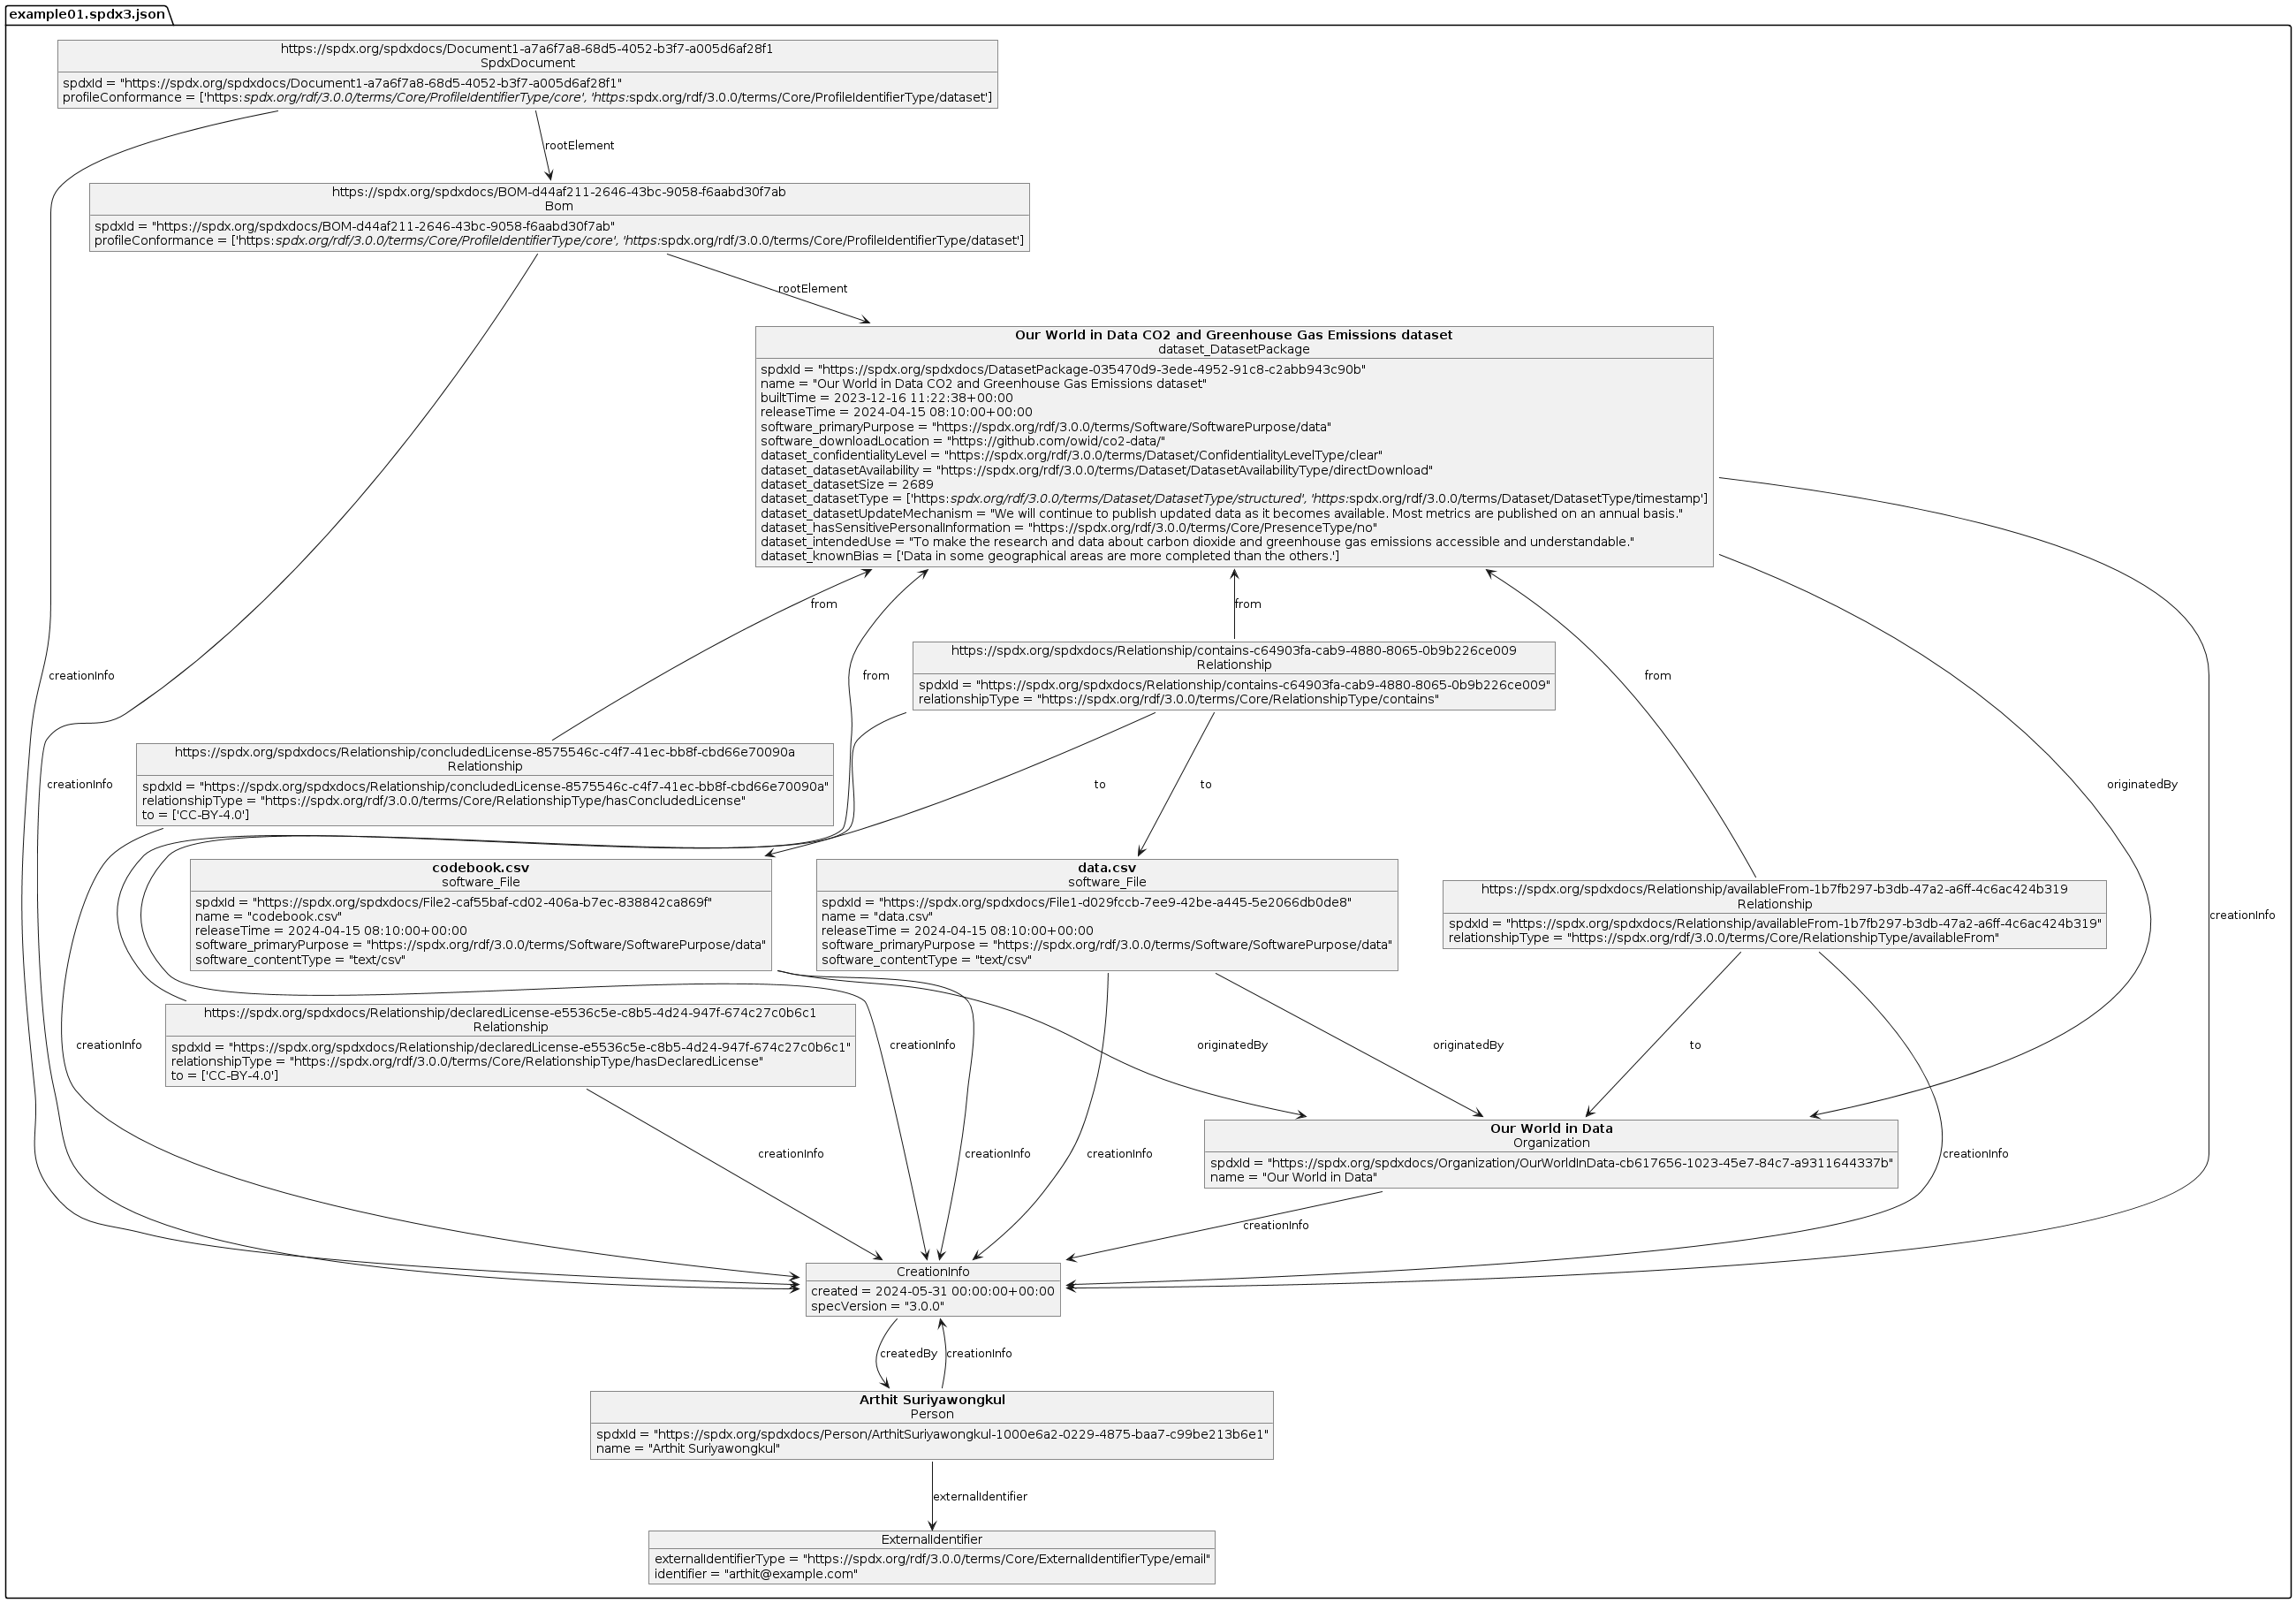 example01.spdx3.json
https://spdx.org/spdxdocs/Document1-a7a6f7a8-68d5-4052-b3f7-a005d6af28f1
SpdxDocument
spdxId = "https://spdx.org/spdxdocs/Document1-a7a6f7a8-68d5-4052-b3f7-a005d6af28f1"
profileConformance = ['https:spdx.org/rdf/3.0.0/terms/Core/ProfileIdentifierType/core', 'https:spdx.org/rdf/3.0.0/terms/Core/ProfileIdentifierType/dataset']
rootElement
https://spdx.org/spdxdocs/BOM-d44af211-2646-43bc-9058-f6aabd30f7ab
Bom
spdxId = "https://spdx.org/spdxdocs/BOM-d44af211-2646-43bc-9058-f6aabd30f7ab"
profileConformance = ['https:spdx.org/rdf/3.0.0/terms/Core/ProfileIdentifierType/core', 'https:spdx.org/rdf/3.0.0/terms/Core/ProfileIdentifierType/dataset']
rootElement
Our World in Data CO2 and Greenhouse Gas Emissions dataset
dataset_DatasetPackage
spdxId = "https://spdx.org/spdxdocs/DatasetPackage-035470d9-3ede-4952-91c8-c2abb943c90b"
name = "Our World in Data CO2 and Greenhouse Gas Emissions dataset"
builtTime = 2023-12-16 11:22:38+00:00
releaseTime = 2024-04-15 08:10:00+00:00
software_primaryPurpose = "https://spdx.org/rdf/3.0.0/terms/Software/SoftwarePurpose/data"
software_downloadLocation = "https://github.com/owid/co2-data/"
dataset_confidentialityLevel = "https://spdx.org/rdf/3.0.0/terms/Dataset/ConfidentialityLevelType/clear"
dataset_datasetAvailability = "https://spdx.org/rdf/3.0.0/terms/Dataset/DatasetAvailabilityType/directDownload"
dataset_datasetSize = 2689
dataset_datasetType = ['https:spdx.org/rdf/3.0.0/terms/Dataset/DatasetType/structured', 'https:spdx.org/rdf/3.0.0/terms/Dataset/DatasetType/timestamp']
dataset_datasetUpdateMechanism = "We will continue to publish updated data as it becomes available. Most metrics are published on an annual basis."
dataset_hasSensitivePersonalInformation = "https://spdx.org/rdf/3.0.0/terms/Core/PresenceType/no"
dataset_intendedUse = "To make the research and data about carbon dioxide and greenhouse gas emissions accessible and understandable."
dataset_knownBias = ['Data in some geographical areas are more completed than the others.']
from
from
https://spdx.org/spdxdocs/Relationship/contains-c64903fa-cab9-4880-8065-0b9b226ce009
Relationship
spdxId = "https://spdx.org/spdxdocs/Relationship/contains-c64903fa-cab9-4880-8065-0b9b226ce009"
relationshipType = "https://spdx.org/rdf/3.0.0/terms/Core/RelationshipType/contains"
creationInfo
from
from
https://spdx.org/spdxdocs/Relationship/concludedLicense-8575546c-c4f7-41ec-bb8f-cbd66e70090a
Relationship
spdxId = "https://spdx.org/spdxdocs/Relationship/concludedLicense-8575546c-c4f7-41ec-bb8f-cbd66e70090a"
relationshipType = "https://spdx.org/rdf/3.0.0/terms/Core/RelationshipType/hasConcludedLicense"
to = ['CC-BY-4.0']
creationInfo
to
to
originatedBy
codebook.csv
software_File
spdxId = "https://spdx.org/spdxdocs/File2-caf55baf-cd02-406a-b7ec-838842ca869f"
name = "codebook.csv"
releaseTime = 2024-04-15 08:10:00+00:00
software_primaryPurpose = "https://spdx.org/rdf/3.0.0/terms/Software/SoftwarePurpose/data"
software_contentType = "text/csv"
data.csv
software_File
spdxId = "https://spdx.org/spdxdocs/File1-d029fccb-7ee9-42be-a445-5e2066db0de8"
name = "data.csv"
releaseTime = 2024-04-15 08:10:00+00:00
software_primaryPurpose = "https://spdx.org/rdf/3.0.0/terms/Software/SoftwarePurpose/data"
software_contentType = "text/csv"
https://spdx.org/spdxdocs/Relationship/availableFrom-1b7fb297-b3db-47a2-a6ff-4c6ac424b319
Relationship
spdxId = "https://spdx.org/spdxdocs/Relationship/availableFrom-1b7fb297-b3db-47a2-a6ff-4c6ac424b319"
relationshipType = "https://spdx.org/rdf/3.0.0/terms/Core/RelationshipType/availableFrom"
creationInfo
https://spdx.org/spdxdocs/Relationship/declaredLicense-e5536c5e-c8b5-4d24-947f-674c27c0b6c1
Relationship
spdxId = "https://spdx.org/spdxdocs/Relationship/declaredLicense-e5536c5e-c8b5-4d24-947f-674c27c0b6c1"
relationshipType = "https://spdx.org/rdf/3.0.0/terms/Core/RelationshipType/hasDeclaredLicense"
to = ['CC-BY-4.0']
creationInfo
creationInfo
originatedBy
originatedBy
to
Our World in Data
Organization
spdxId = "https://spdx.org/spdxdocs/Organization/OurWorldInData-cb617656-1023-45e7-84c7-a9311644337b"
name = "Our World in Data"
creationInfo
creationInfo
creationInfo
creationInfo
creationInfo
CreationInfo
created = 2024-05-31 00:00:00+00:00
specVersion = "3.0.0"
createdBy
creationInfo
Arthit Suriyawongkul
Person
spdxId = "https://spdx.org/spdxdocs/Person/ArthitSuriyawongkul-1000e6a2-0229-4875-baa7-c99be213b6e1"
name = "Arthit Suriyawongkul"
externalIdentifier
ExternalIdentifier
externalIdentifierType = "https://spdx.org/rdf/3.0.0/terms/Core/ExternalIdentifierType/email"
identifier = "arthit@example.com"